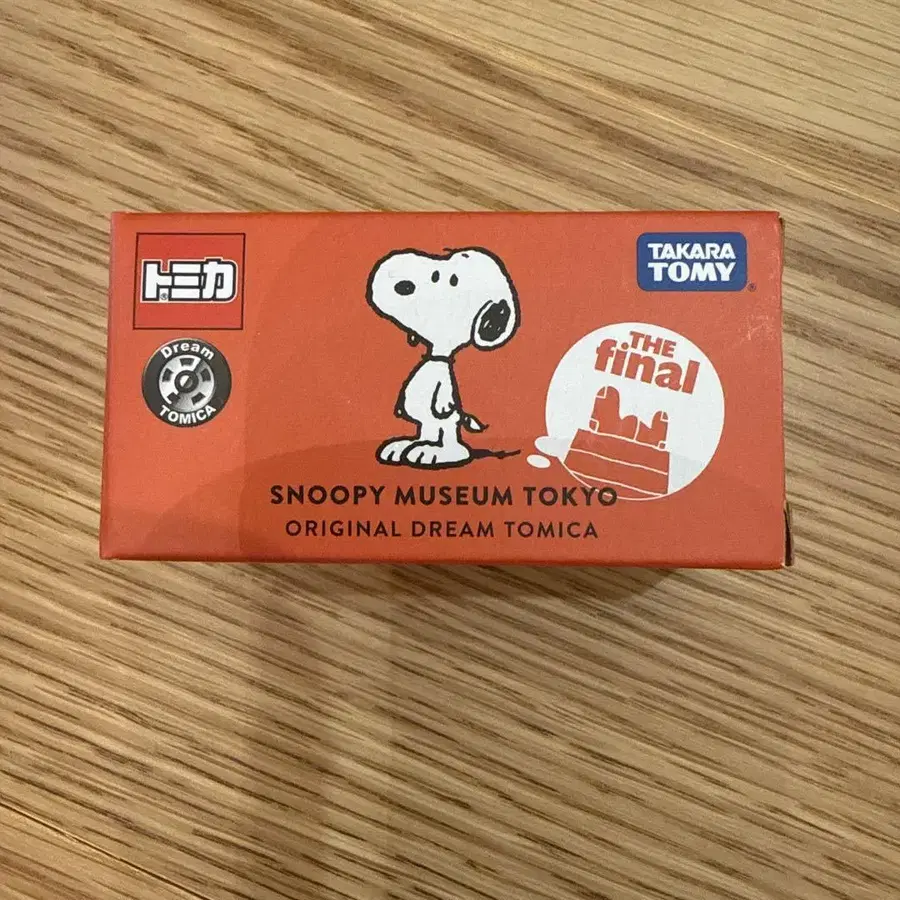 トミカ
Dream
TOMICA
TAKARA
TOMY
THE
final
SNOOPY MUSEUM TOKYO
ORIGINAL DREAM TOMICA